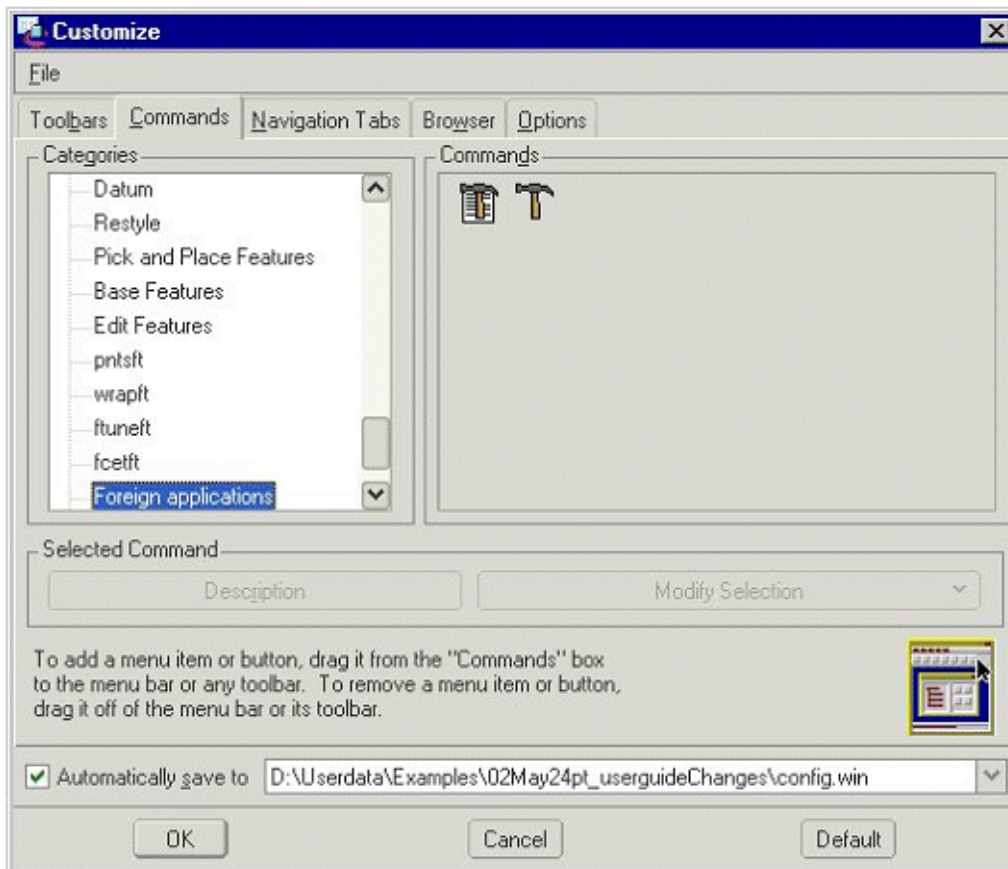 Customize
File
Toolbars Commands Navigation Tabs Browser Options
Categories
Commands
Datum
Restyle
Pick and Place Features
Base Features
Edit Features
pntsft
wrapft
ftuneft
fcetft
Foreign applications
Selected Command
Description
Modify Selection
To add a menu item or button, drag it from the "Commands" box
to the menu bar or any toolbar. To remove a menu item or button,
drag it off of the menu bar or its toolbar.
Automatically save to D:\Userdata\Examples\02May24pt_userguideChanges\config.win
OK Cancel Default